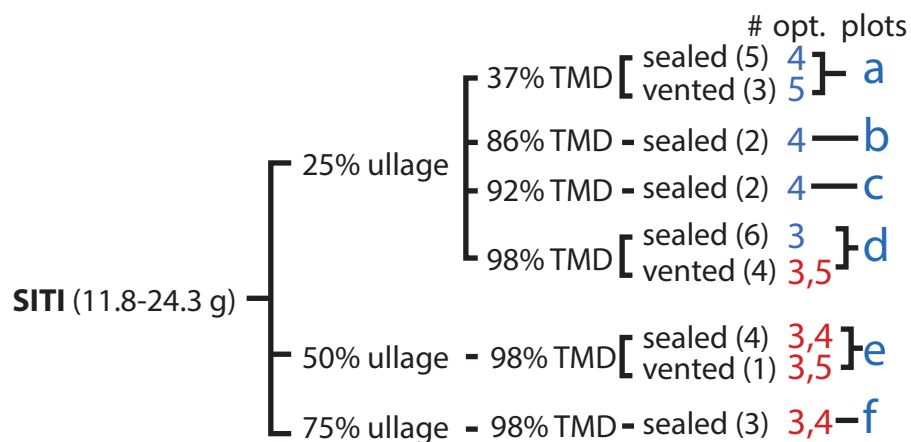 # opt. plots
sealed (5) 4
37% TMD
vented (3) 5
a
86% TMD - sealed (2) 4 b
25% ullage
92% TMD - sealed (2) 4 c
sealed (6) 3
98% TMD
vented (4) 3,5
d
SITI (11.8-24.3 g)
sealed (4) 3,4
50% ullage - 98% TMD
vented (1) 3,5
e
75% ullage - 98% TMD - sealed (3) 3,4 f